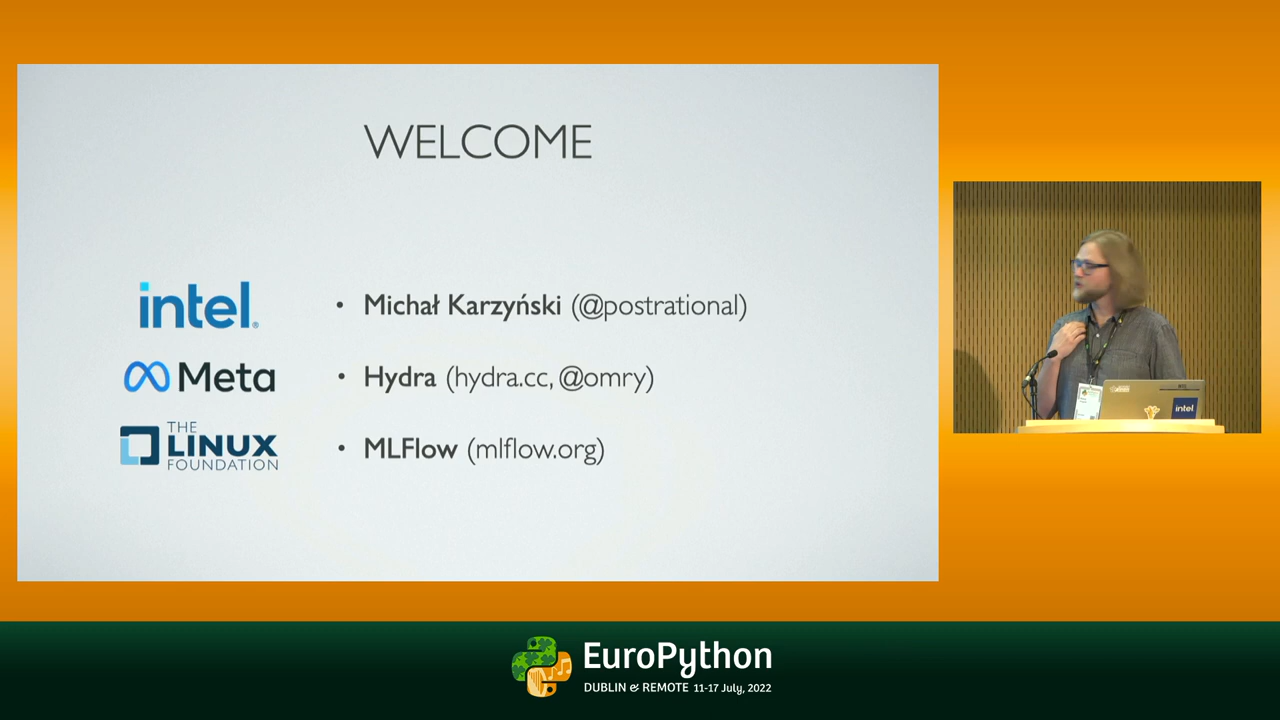 WELCOME
intel.
• Michał Karzyński (@postrational)
Meta
• Hydra (hydra.cc, @omry)
THE
LINUX
FOUNDATION
• MLFlow (mlflow.org)
intel
EuroPython
DUBLIN & REMOTE 11-17 July, 2022